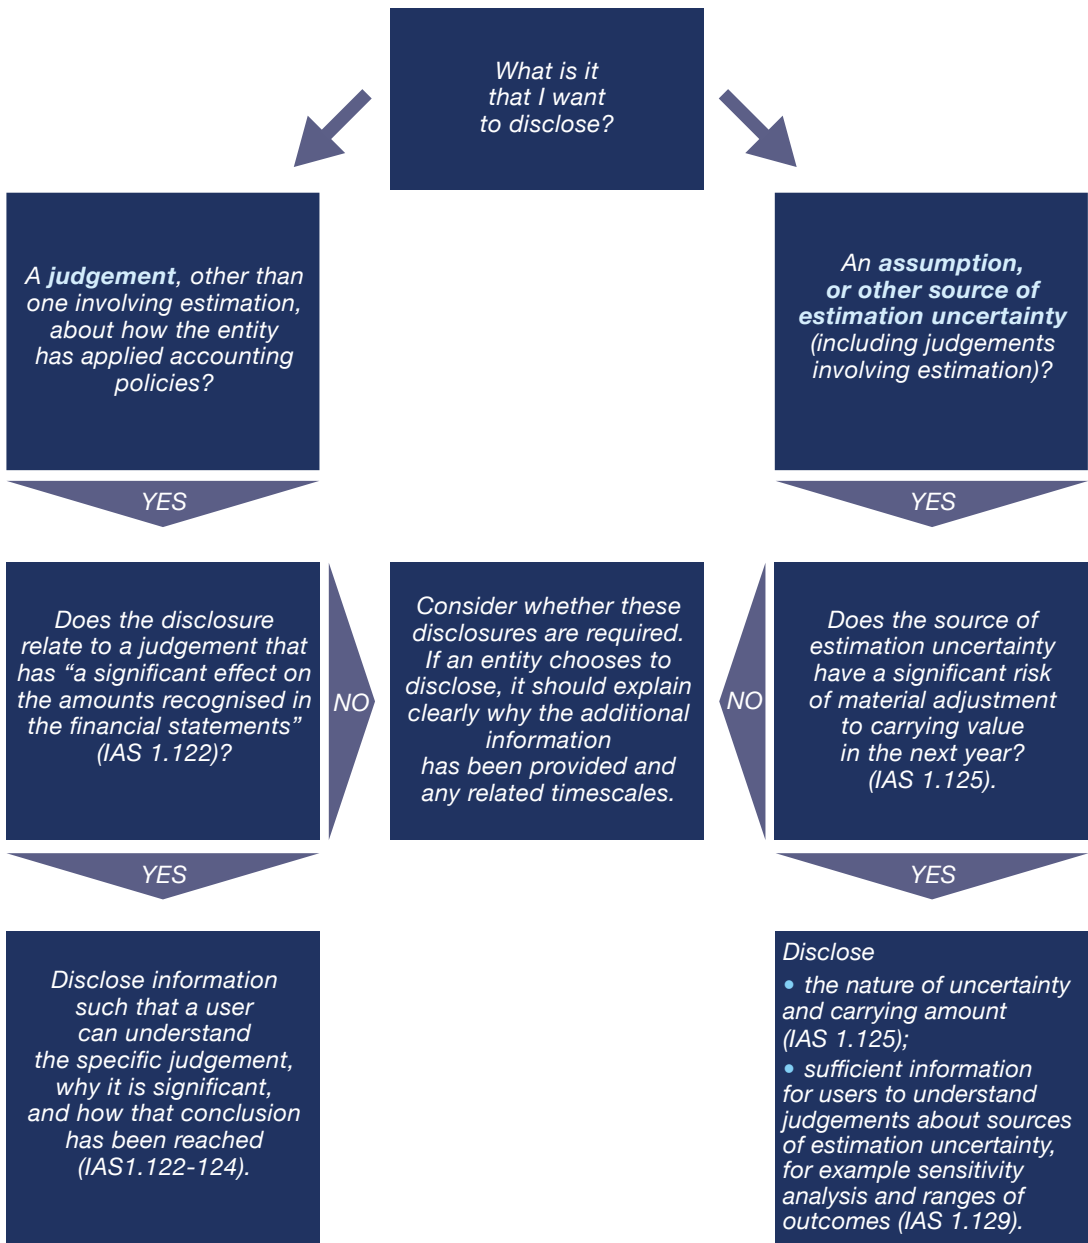 What is it
that I want
to disclose?
A judgement, other than
one involving estimation,
about how the entity
has applied accounting
policies?
An assumption,
or other source of
estimation uncertainty
(including judgements
involving estimation)?
YES
YES
Does the disclosure
relate to a judgement that
has “a significant effect on
the amounts recognised in
the financial statements”
(IAS 1.122)?
NO
Consider whether these
disclosures are required.
If an entity chooses to
disclose, it should explain
clearly why the additional
information
has been provided and
any related timescales.
NO
Does the source of
estimation uncertainty
have a significant risk
of material adjustment
to carrying value
in the next year?
(IAS 1.125).
YES
YES
Disclose information
such that a user
can understand
the specific judgement,
why it is significant,
and how that conclusion
has been reached
(IAS1.122-124).
Disclose
• the nature of uncertainty
and carrying amount
(IAS 1.125);
• sufficient information
for users to understand
judgements about sources
of estimation uncertainty,
for example sensitivity
analysis and ranges of
outcomes (IAS 1.129).